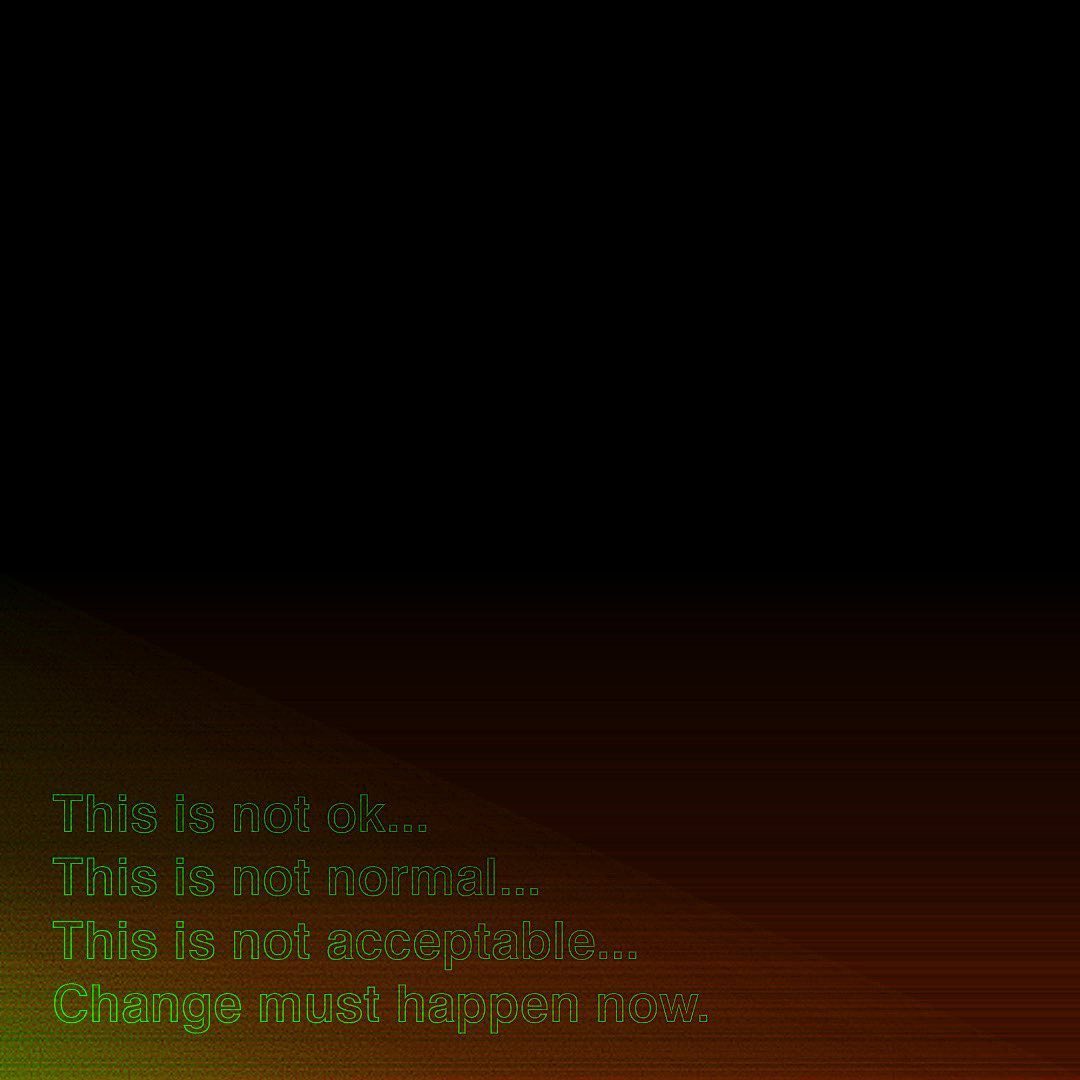 This is not ok...
This is not normal...
This is not acceptable...
Change must happen now.